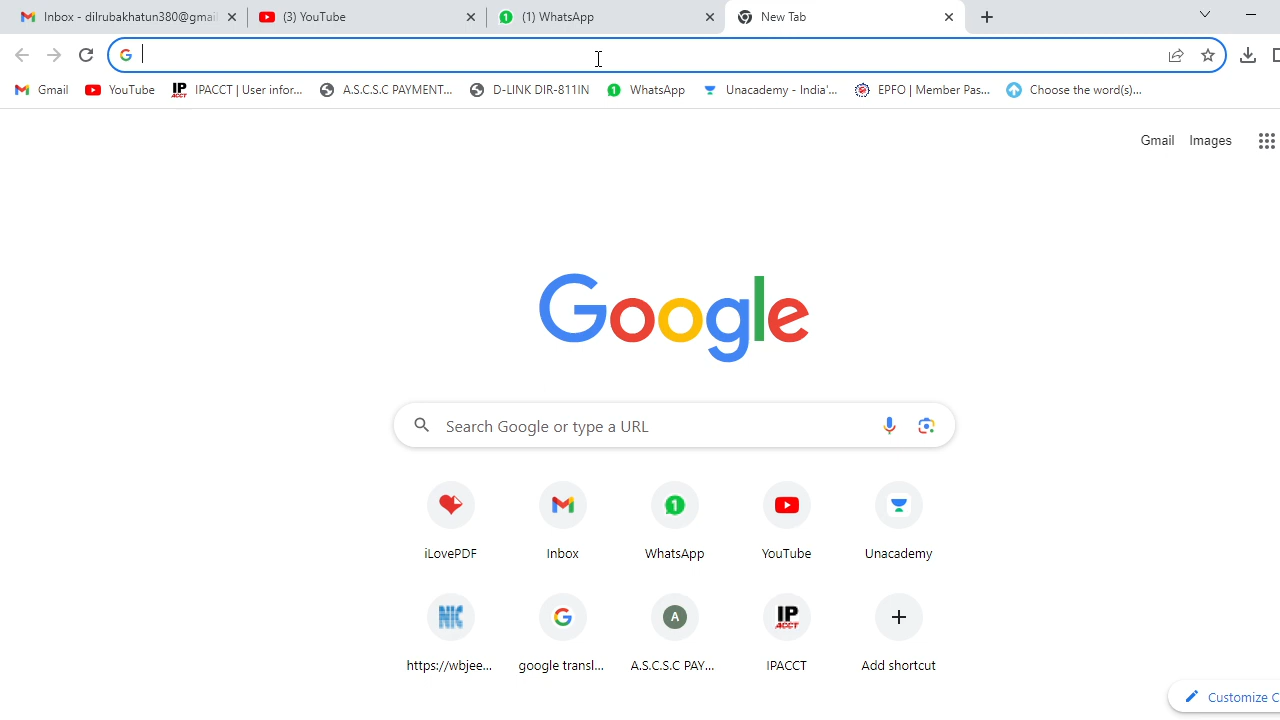 Inbox - dilrubakhatun380@gmail
(3) YouTube
(1) WhatsApp
New Tab
Gmail
YouTube
IPACCT | User infor...
A.S.C.S.C PAYMENT...
D-LINK DIR-811IN
WhatsApp
Unacademy - India'...
EPFO | Member Pas...
Choose the word(s)...
Gmail Images
Google
Search Google or type a URL
iLovePDF
Inbox
WhatsApp
YouTube
Unacademy
https://wbjee...
google transl...
A.S.C.S.C PAY...
IPACCT
Add shortcut
Customize C